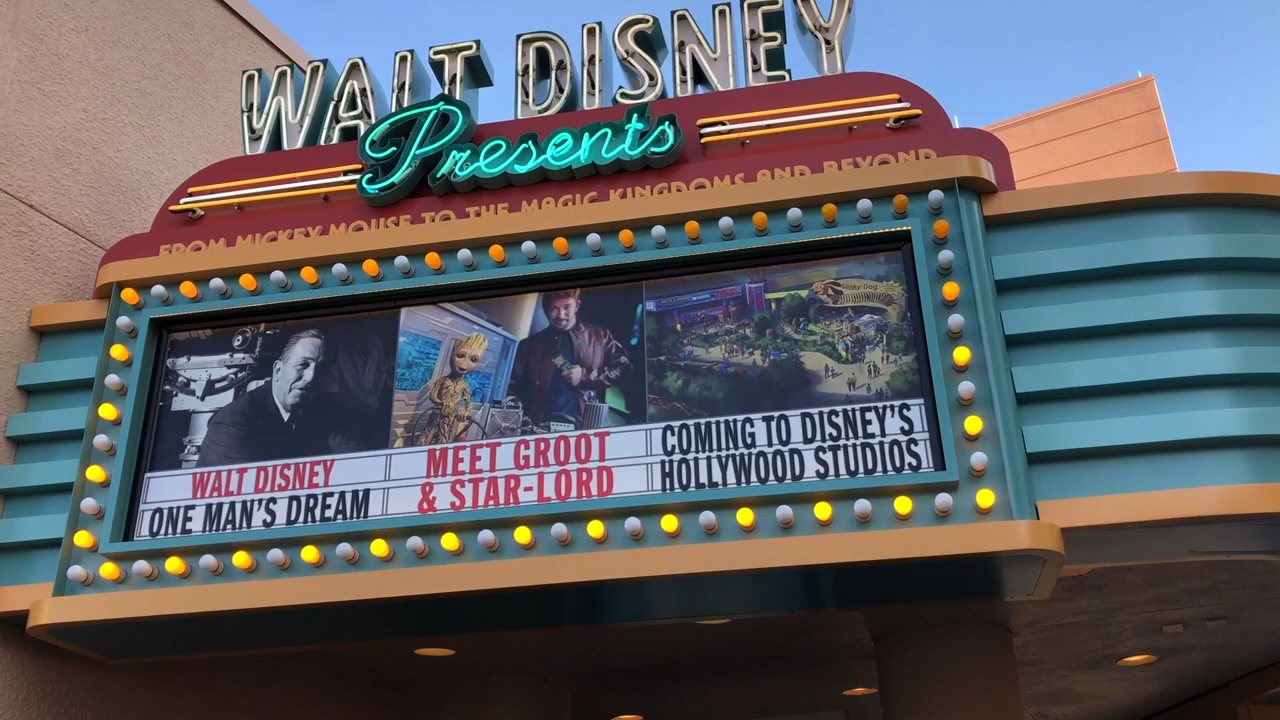 WALT DISNEY
Presents
FROM MICKEY MOUSE TO THE MAGIC KINGDOMS AND BEYOND
Slinky Dog
WALT DISNEY
ONE MAN'S DREAM
MEET GROOT
& STAR-LORD
COMING TO DISNEY'S
HOLLYWOOD STUDIOS